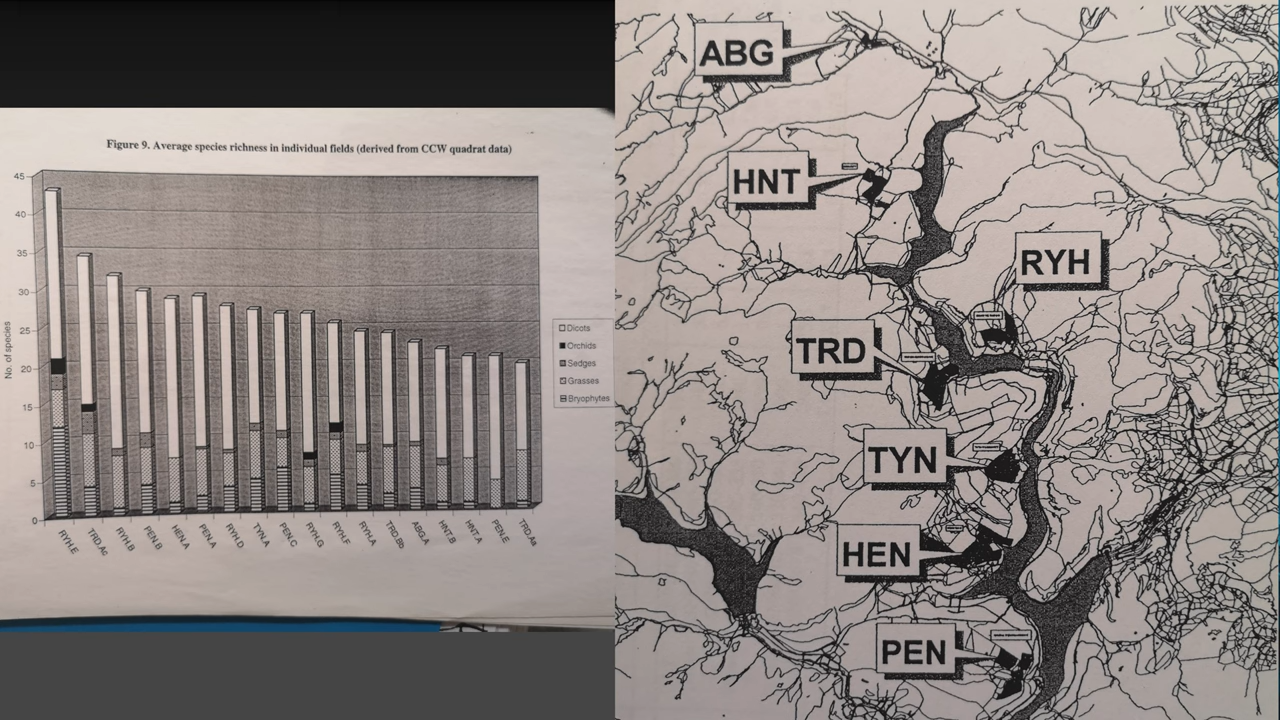 Figure 9. Average species richness in individual fields (derived from CCW quadrat data)
45
40
35
30
25
20
15
10
5
0
No. of species
Dicots
Orchids
Sedges
Grasses
Bryophytes
RYH.E
TRD.Ac
RYH.B
PEN.B
HEN.A
PEN.A
RYH.D
TYN.A
PEN.C
RYH.G
RYH.F
RYH.A
TRD.Bb
ABG.A
HNT.B
HNT.A
PEN.E
TRD.Aa
ABG
HNT
RYH
TRD
TYN
HEN
PEN